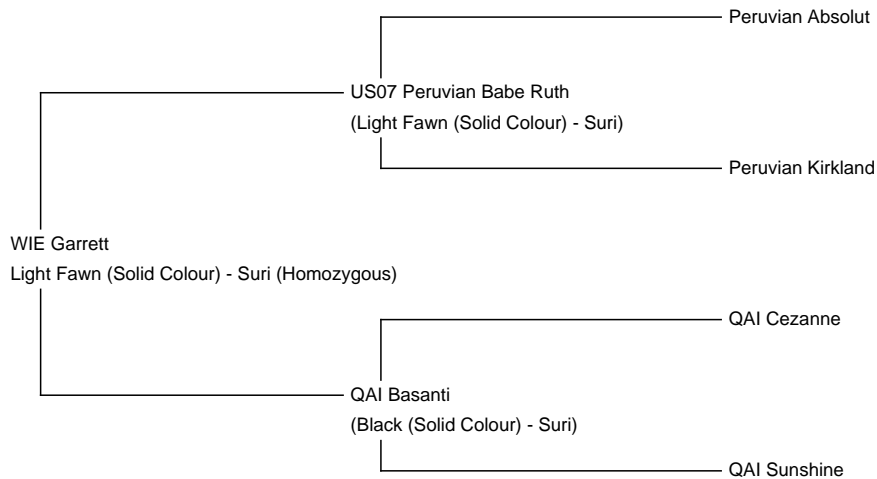 Peruvian Absolut
US07 Peruvian Babe Ruth
(Light Fawn (Solid Colour) - Suri)
Peruvian Kirkland
WIE Garrett
Light Fawn (Solid Colour) - Suri (Homozygous)
QAI Cezanne
QAI Basanti
(Black (Solid Colour) - Suri)
QAI Sunshine